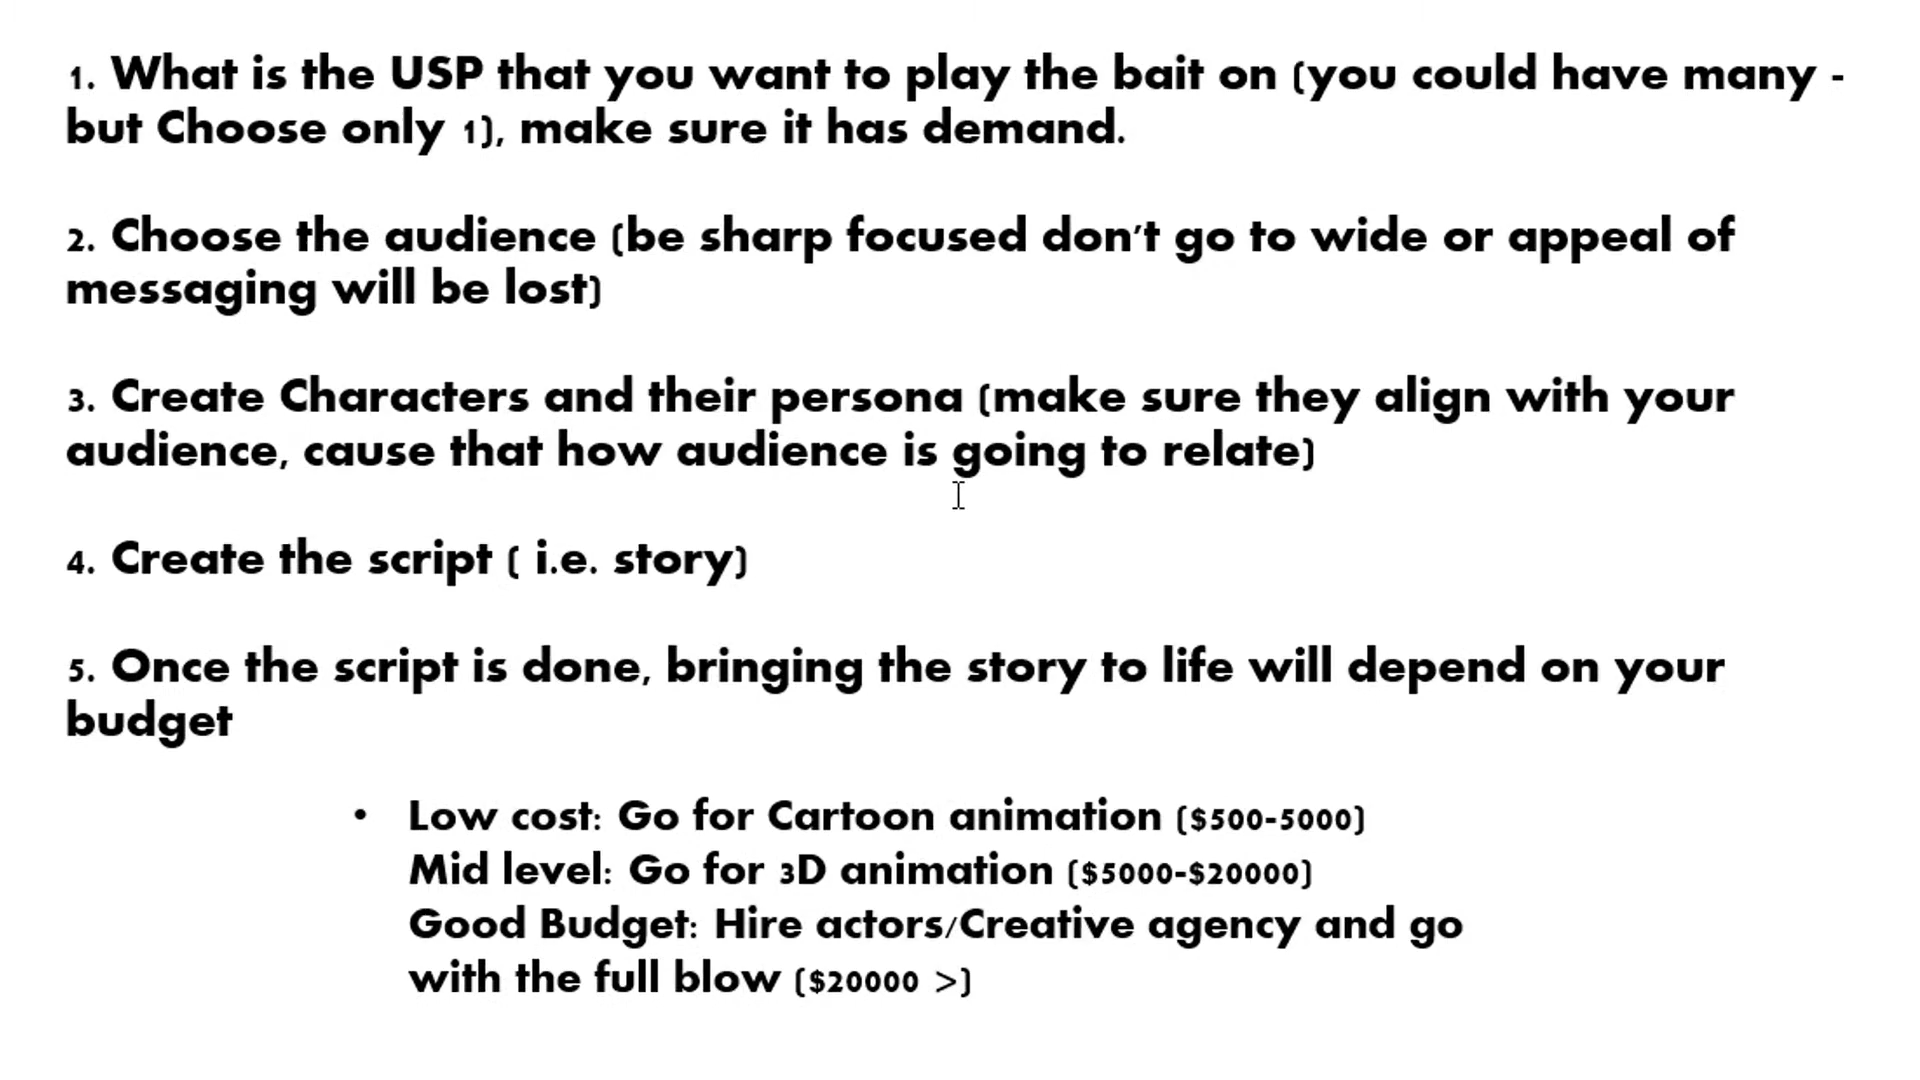 1. What is the USP that you want to play the bait on (you could have many -
but Choose only 1), make sure it has demand.
2. Choose the audience (be sharp focused don't go to wide or appeal of
messaging will be lost)
3. Create Characters and their persona (make sure they align with your
audience, cause that how audience is going to relate)
4. Create the script ( i.e. story)
5. Once the script is done, bringing the story to life will depend on your
budget
• Low cost: Go for Cartoon animation ($500-5000)
Mid level: Go for 3D animation ($5000-$20000)
Good Budget: Hire actors/Creative agency and go
with the full blow ($20000 >)